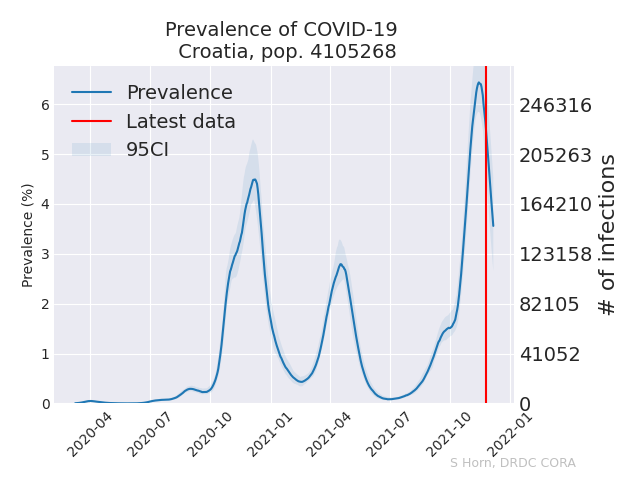 Prevalence of COVID-19
Croatia, pop. 4105268
Prevalence
Latest data
95CI
Prevalence (%)
6
5
4
3
2
1
0
246316
205263
164210
123158
82105
41052
0
# of infections
2020-04
2020-07
2020-10
2021-01
2021-04
2021-07
2021-10
2022-01
S Horn, DRDC CORA